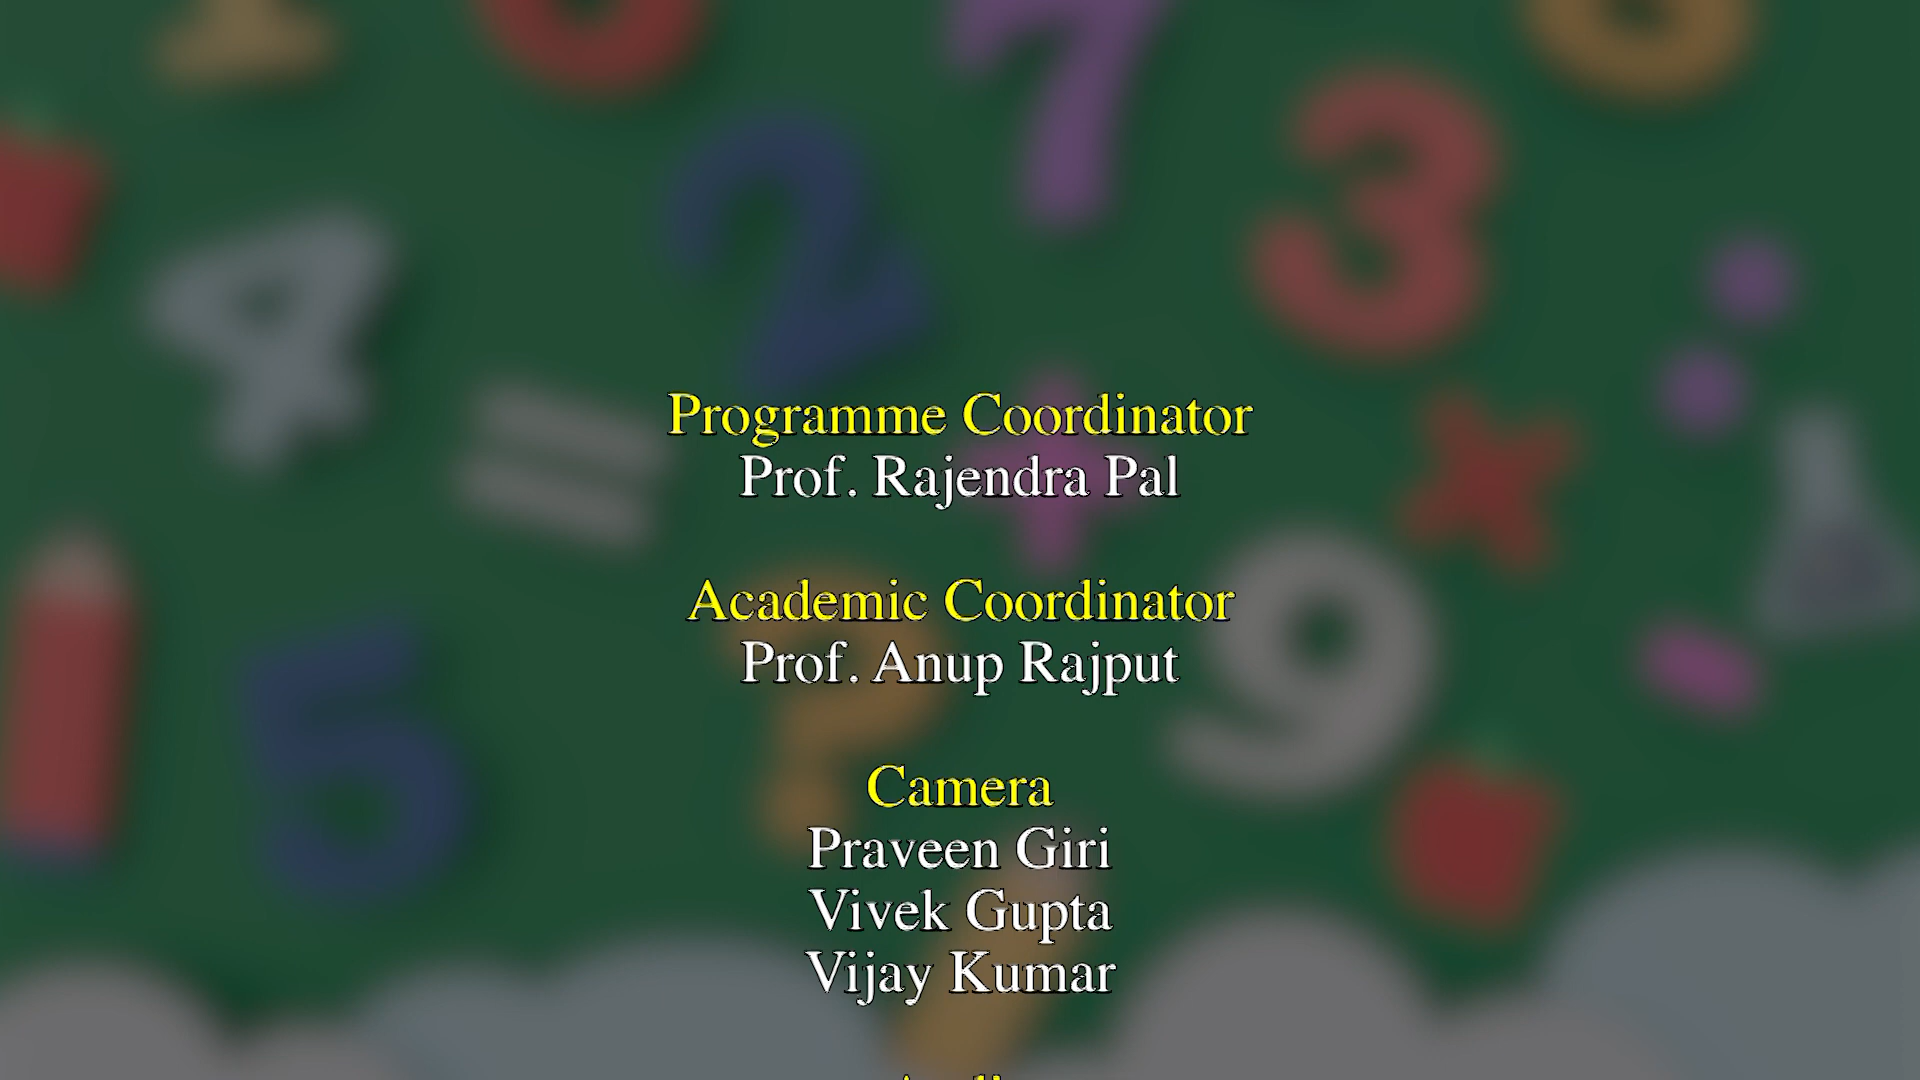 Programme Coordinator
Prof. Rajendra Pal
Academic Coordinator
Prof. Anup Rajput
Camera
Praveen Giri
Vivek Gupta
Vijay Kumar